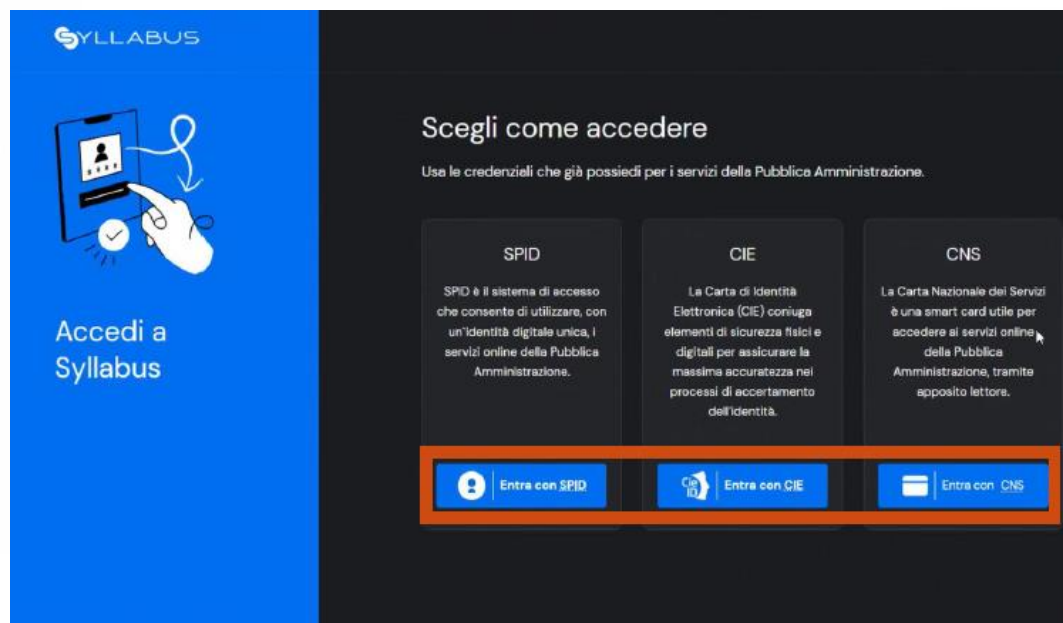 SYLLABUS
Accedi a
Syllabus
Scegli come accedere
Usa le credenziali che già possiedi per i servizi della Pubblica Amministrazione.
SPID
SPID è il sistema di accesso
che consente di utilizzare, con
un'identità digitale unica, i
servizi online della Pubblica
Amministrazione.
Entra con SPID
CIE
La Carta di Identità
Elettronica (CIE) coniuga
elementi di sicurezza fisici e
digitali per assicurare la
massima accuratezza nei
processi di accertamento
dell'identità.
Cie
ID
Entra con CIE
CNS
La Carta Nazionale dei Servizi
è una smart card utile per
accedere ai servizi online
della Pubblica
Amministrazione, tramite
apposito lettore.
Entra con CNS